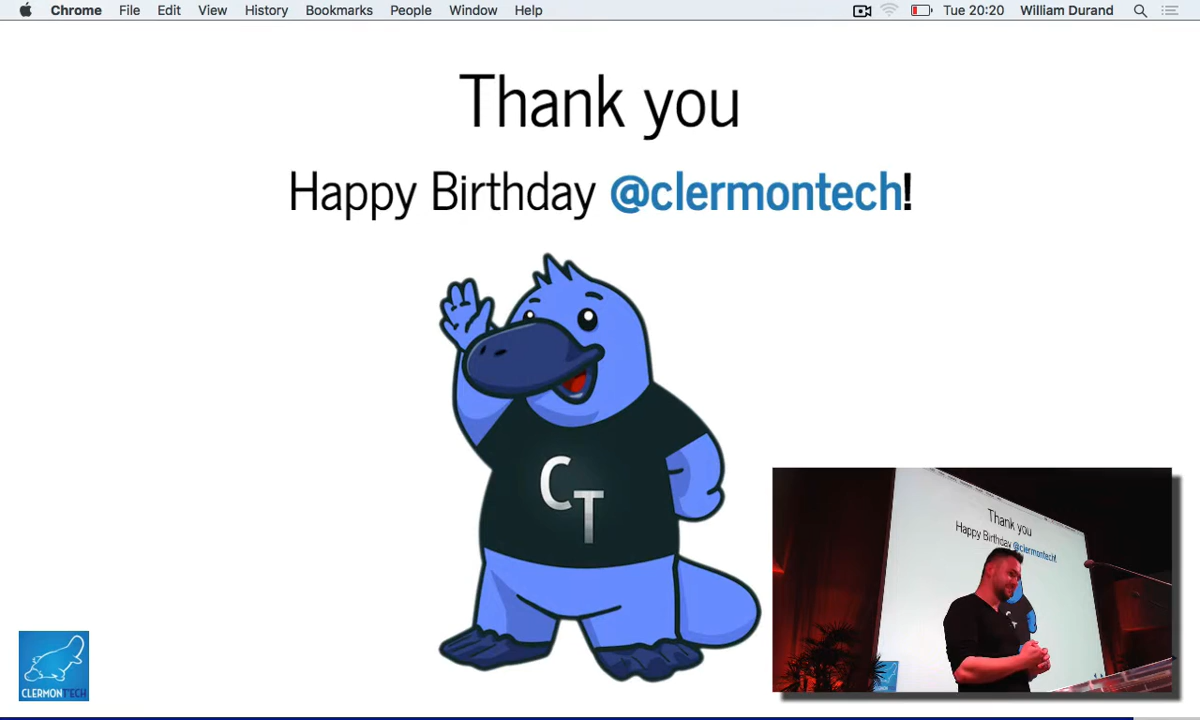 Chrome File Edit View History Bookmarks People Window Help Tue 20:20 William Durand
Thank you
Happy Birthday @clermontech!
CT
Thank you
Happy Birthday @clermontech!
CLERMONTECH